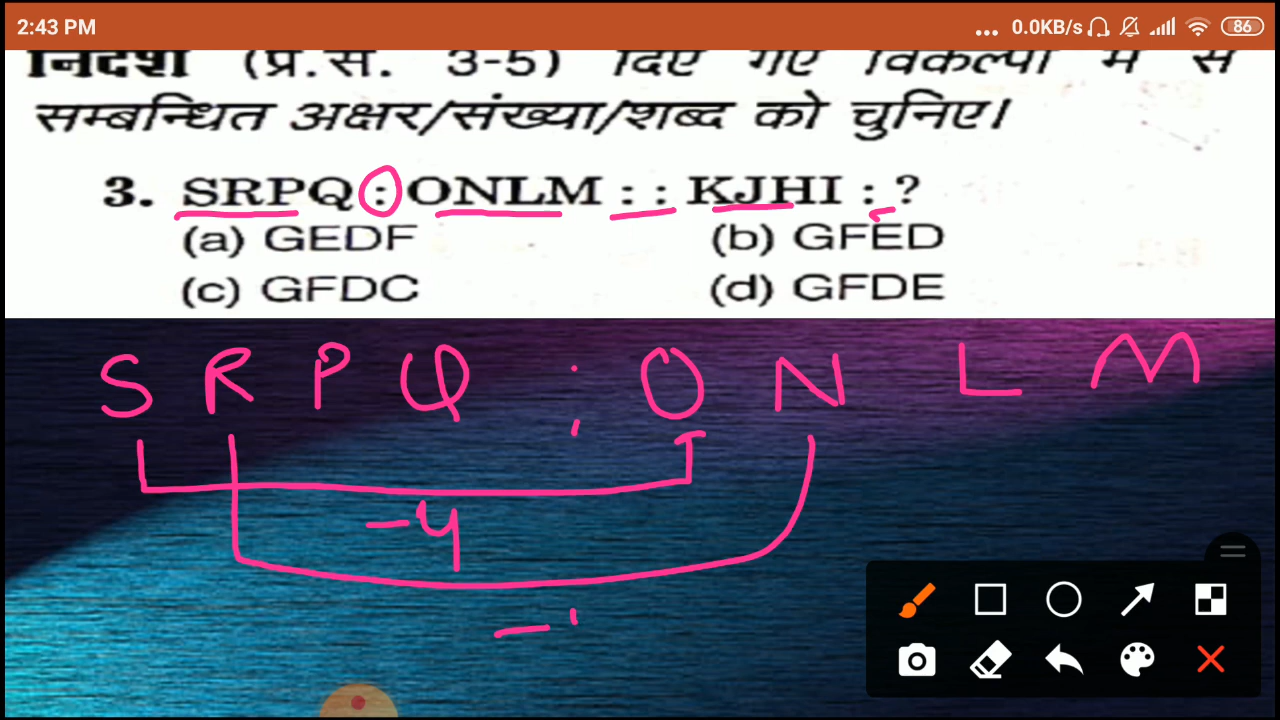 2:43 PM ... 0.0KB/s 86
निर्देश (प्र.सं. 3-5) दिए गए विकल्पों में से
सम्बन्धित अक्षर/संख्या/शब्द को चुनिए।
3. SRPQ : ONLM : : KJHI : ?
(a) GEDF (b) GFED
(c) GFDC (d) GFDE
S R P Q : O N L M
-4